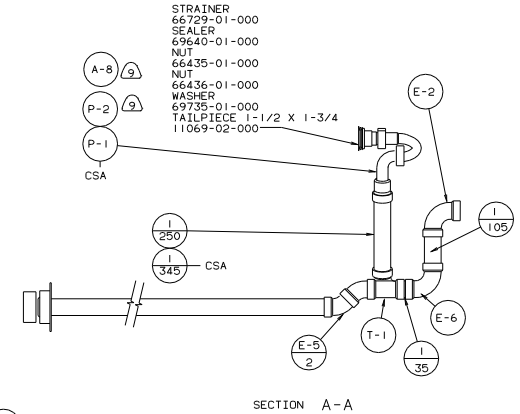 STRAINER
66729-01-000
SEALER
69640-01-000
NUT
66435-01-000
NUT
66436-01-000
WASHER
69735-01-000
TAILPIECE 1-1/2 X 1-3/4
11069-02-000
A-8
9
P-2
9
P-1
CSA
E-2
1
105
1
250
1
345
CSA
E-6
T-1
E-5
2
1
35
SECTION A-A